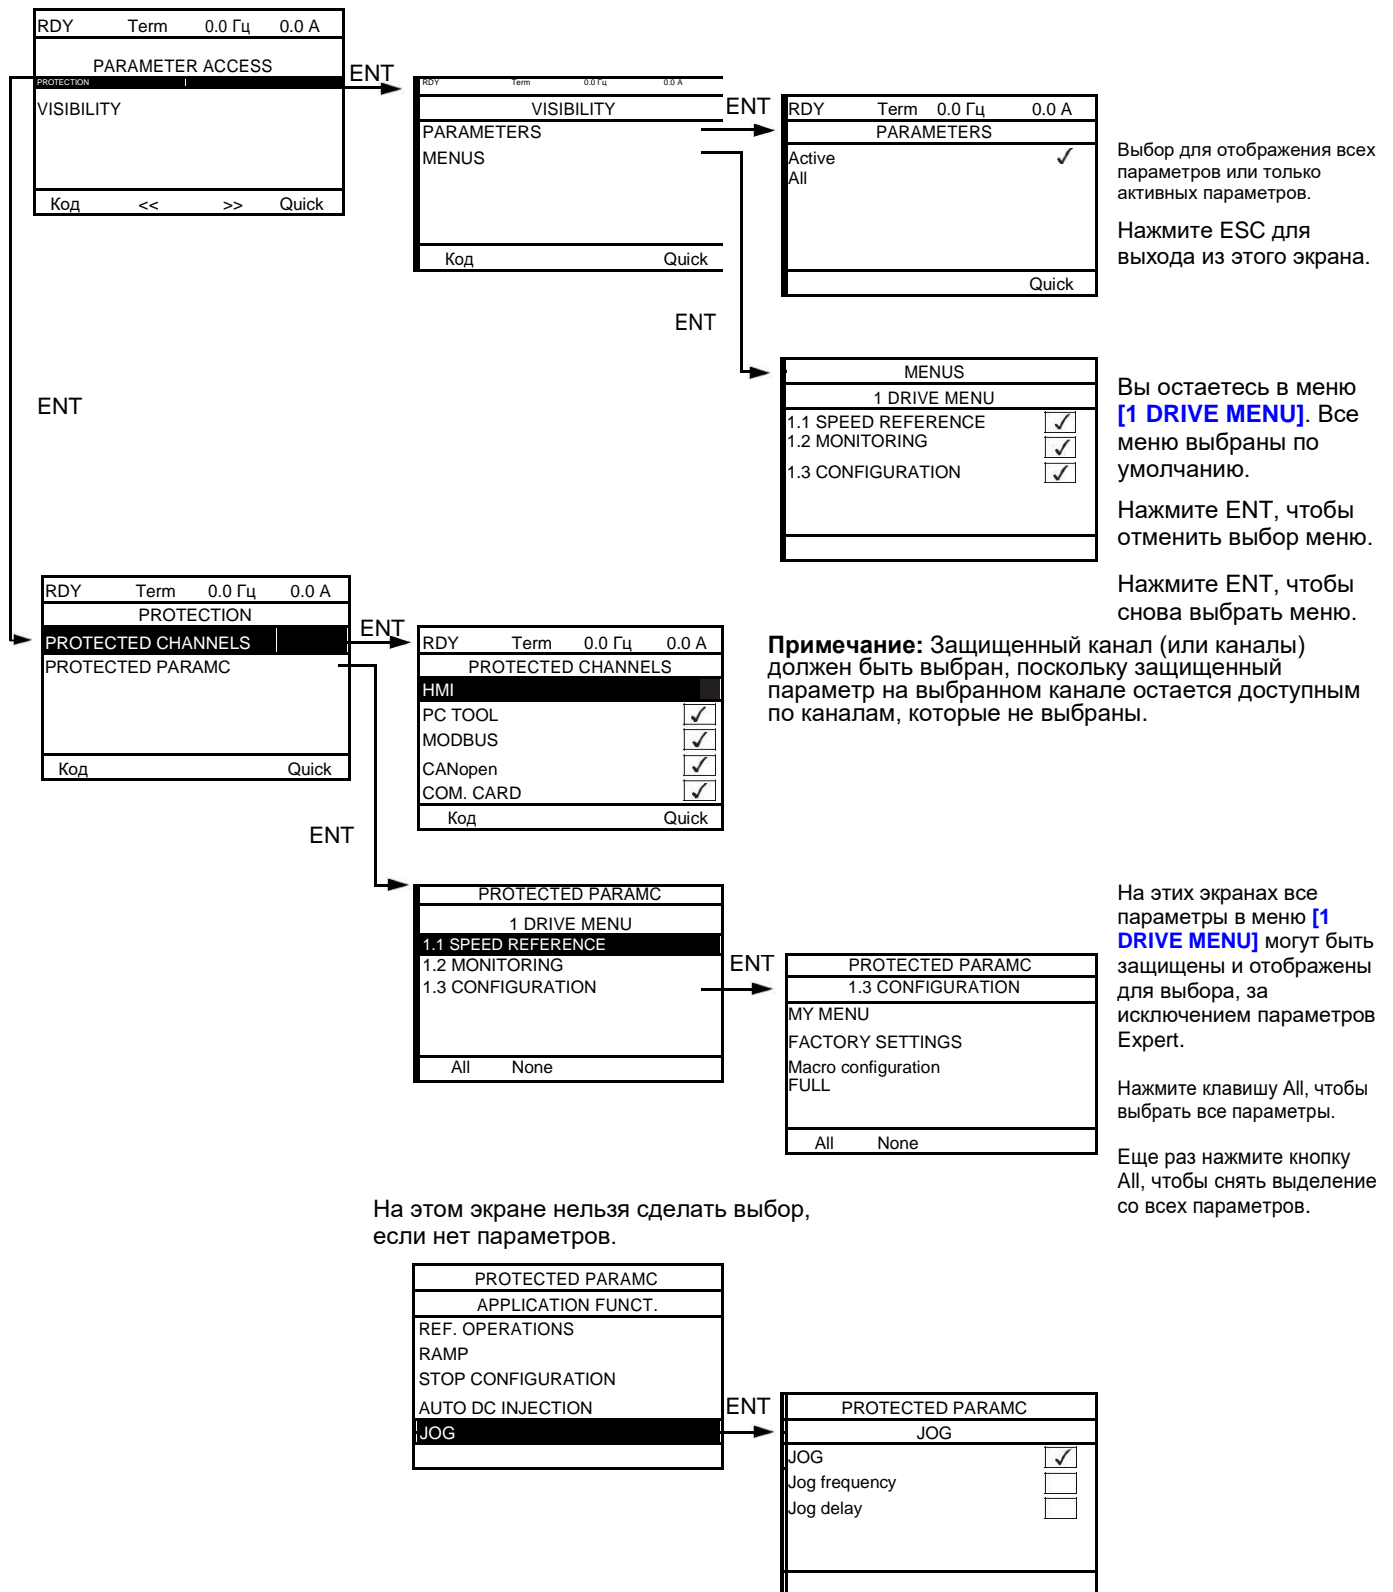 RDY Term 0.0 Гц 0.0 A
PARAMETER ACCESS
PROTECTION
VISIBILITY
Код << >> Quick
ENT
RDY Term 0.0 Гц 0.0 A
VISIBILITY
PARAMETERS
MENUS
Код Quick
ENT
RDY Term 0.0 Гц 0.0 A
PARAMETERS
Active
All
Quick
Выбор для отображения всех
параметров или только
активных параметров.
Нажмите ESC для
выхода из этого экрана.
ENT
MENUS
1 DRIVE MENU
1.1 SPEED REFERENCE
1.2 MONITORING
1.3 CONFIGURATION
Вы остаетесь в меню
[1 DRIVE MENU]. Все
меню выбраны по
умолчанию.
Нажмите ENT, чтобы
отменить выбор меню.
Нажмите ENT, чтобы
снова выбрать меню.
ENT
RDY Term 0.0 Гц 0.0 A
PROTECTION
PROTECTED CHANNELS
PROTECTED PARAMC
Код Quick
ENT
RDY Term 0.0 Гц 0.0 A
PROTECTED CHANNELS
HMI
PC TOOL
MODBUS
CANopen
COM. CARD
Код Quick
Примечание: Защищенный канал (или каналы)
должен быть выбран, поскольку защищенный
параметр на выбранном канале остается доступным
по каналам, которые не выбраны.
ENT
PROTECTED PARAMC
1 DRIVE MENU
1.1 SPEED REFERENCE
1.2 MONITORING
1.3 CONFIGURATION
All None
ENT
PROTECTED PARAMC
1.3 CONFIGURATION
MY MENU
FACTORY SETTINGS
Macro configuration
FULL
All None
На этих экранах все
параметры в меню [1
DRIVE MENU] могут быть
защищены и отображены
для выбора, за
исключением параметров
Expert.
Нажмите клавишу All, чтобы
выбрать все параметры.
Еще раз нажмите кнопку
All, чтобы снять выделение
со всех параметров.
На этом экране нельзя сделать выбор,
если нет параметров.
PROTECTED PARAMC
APPLICATION FUNCT.
REF. OPERATIONS
RAMP
STOP CONFIGURATION
AUTO DC INJECTION
JOG
ENT
PROTECTED PARAMC
JOG
JOG
Jog frequency
Jog delay